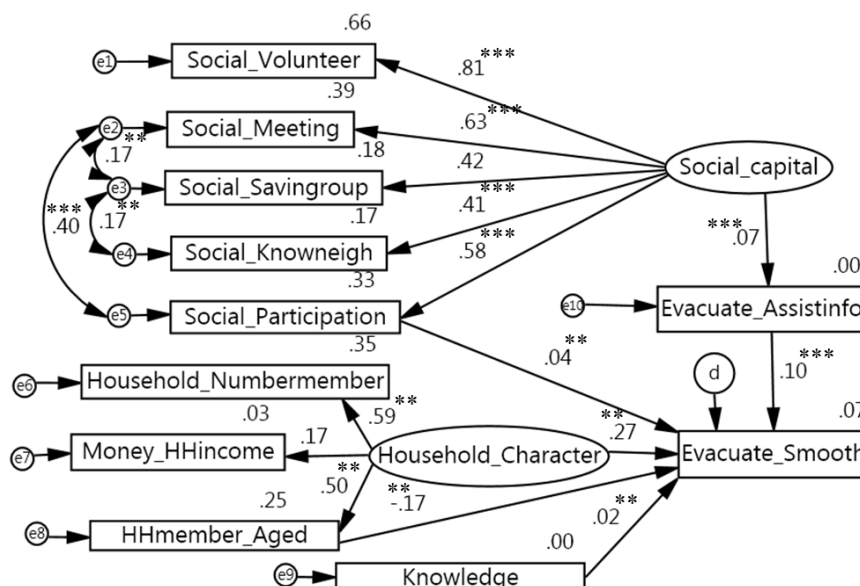 .66
e1
Social_Volunteer
.81***
.39
e2
Social_Meeting
.63***
.17**
.18
.42
e3
Social_Savingroup
Social_capital
***
.40
.17**
.17
.41***
e4
Social_Knowneigh
.58***
***.07
.33
.00
e5
Social_Participation
e10
Evacuate_Assistinfo
.35
.04**
d
.10***
e6
Household_Numbermember
.59**
.03
.07
e7
Money_HHincome
.17
Household_Character
**
.27
Evacuate_Smooth
.50**
**
-.17
.25
.02**
e8
HHmember_Aged
.00
e9
Knowledge